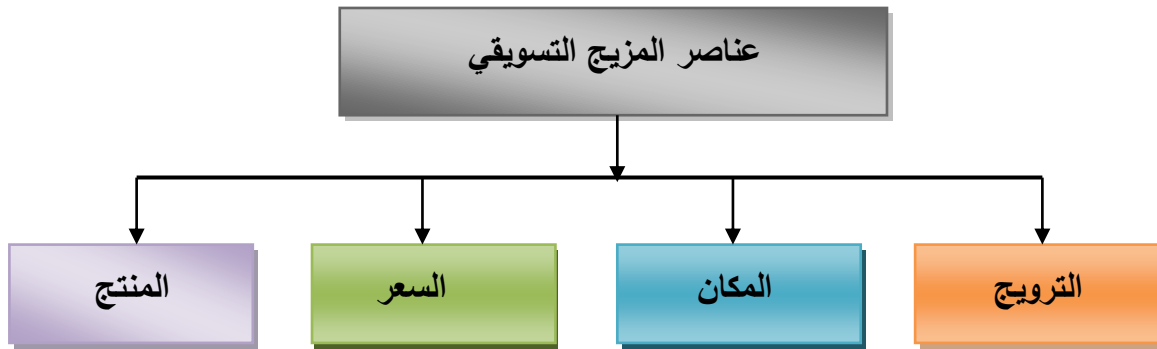 عناصر المزيج التسويقي
الترويج
المكان
السعر
المنتج